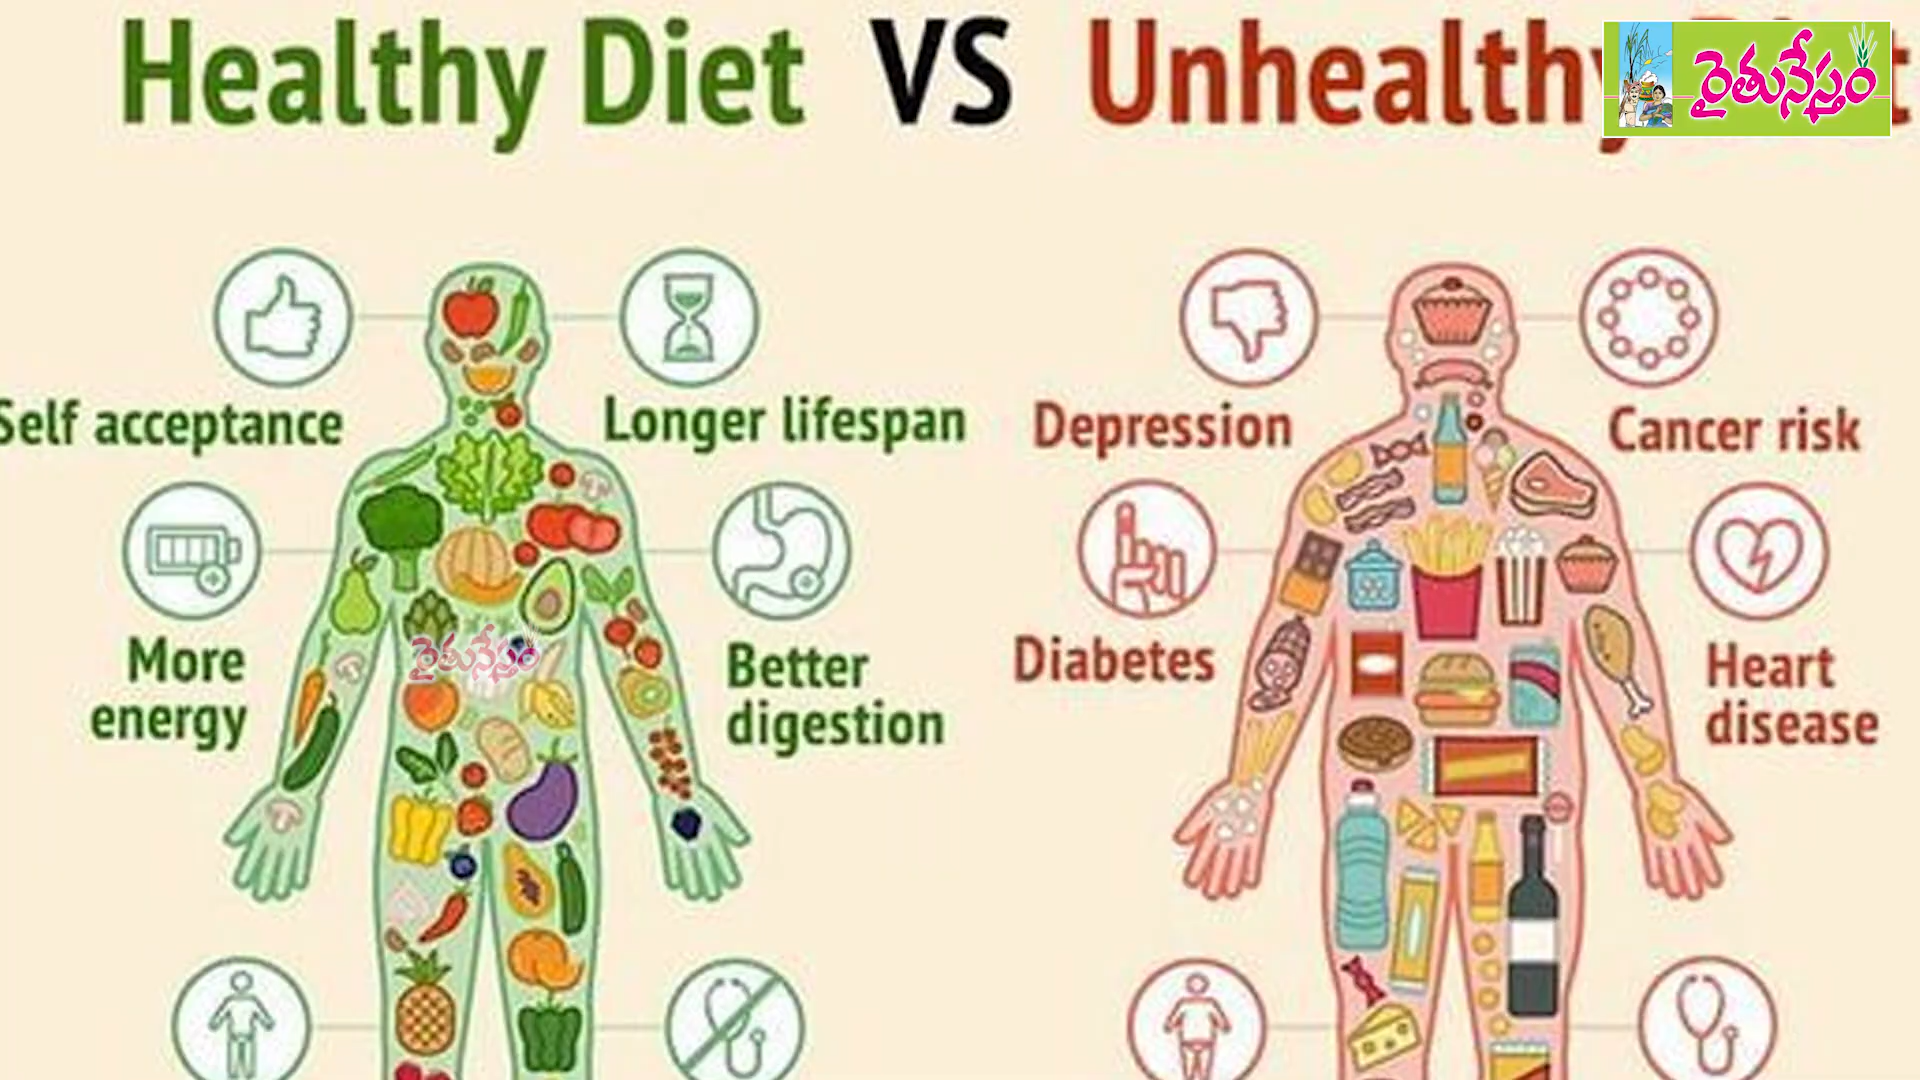 Healthy Diet VS Unhealthy
రైతునేస్తం
Self acceptance
Longer lifespan
Depression
Cancer risk
More
energy
Better
digestion
Diabetes
Heart
disease
రైతునేస్తం